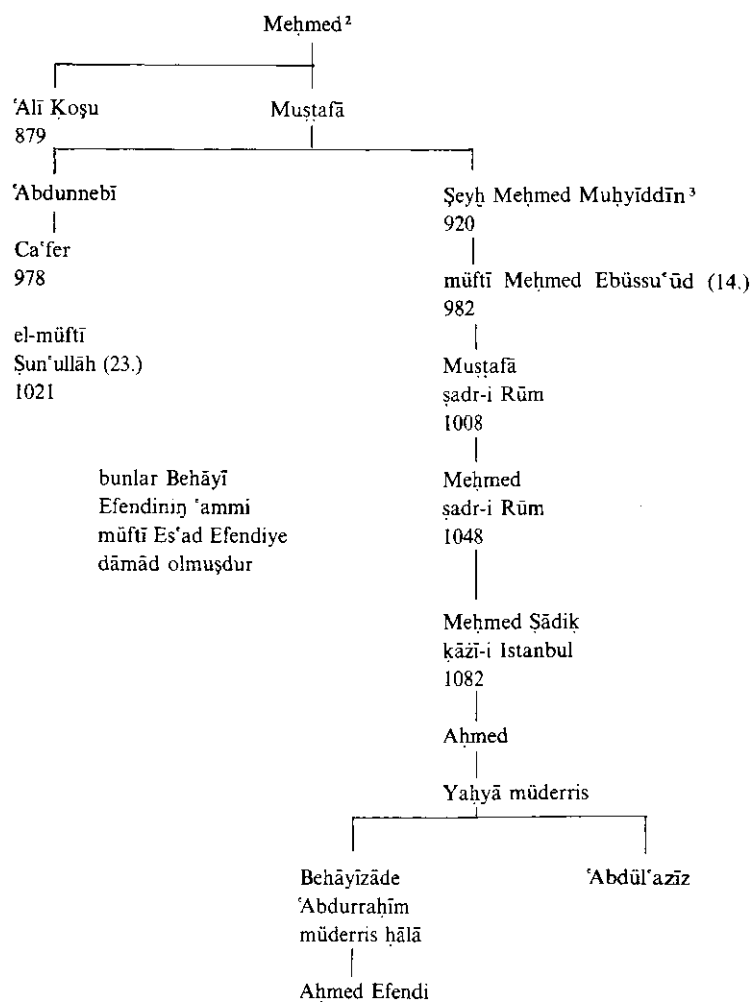 Meḥmed²
ʿAlī Ḳoşu
879
Muṣṭafā
ʿAbdunnebī
Caʿfer
978
el-müftī
Ṣunʿullāh (23.)
1021
Şeyḫ Meḥmed Muḥyīddīn³
920
müftī Meḥmed Ebüssuʿūd (14.)
982
Muṣṭafā
ṣadr-i Rūm
1008
bunlar Behāyī
Efendiniŋ ʿammi
müftī Esʿad Efendiye
dāmād olmuşdur
Meḥmed
ṣadr-i Rūm
1048
Meḥmed Ṣādiḳ
ḳāżī-i Istanbul
1082
Aḥmed
Yaḥyā müderris
Behāyīzāde
ʿAbdurraḥīm
müderris ḥālā
ʿAbdülʿazīz
Aḥmed Efendi